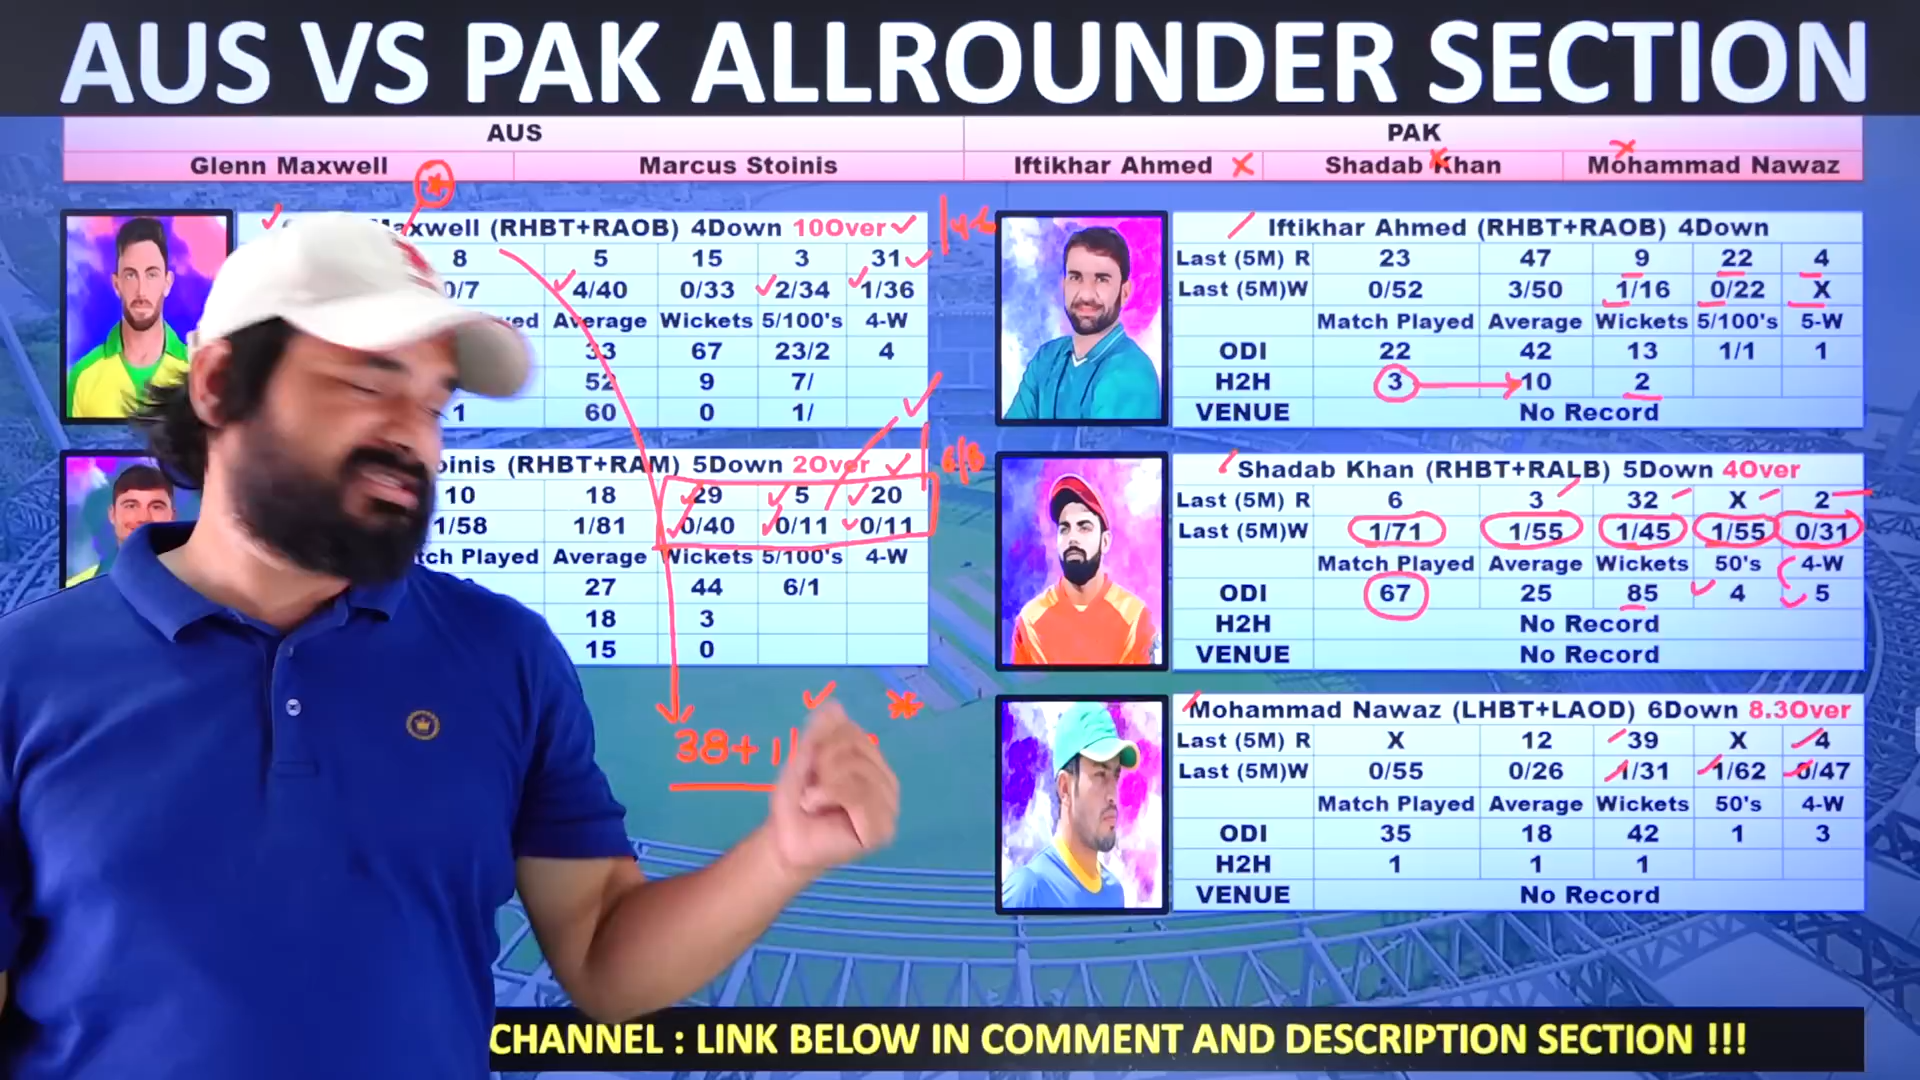 AUS VS PAK ALLROUNDER SECTION
AUS PAK
Glenn Maxwell Marcus Stoinis Iftikhar Ahmed Shadab Khan Mohammad Nawaz
(RHBT+RAOB) 4Down 10Over
8 5 15 3 31
0/7 4/40 0/33 2/34 1/36
Average Wickets 5/100's 4-W
33 67 23/2 4
52 9 7/
1 60 0 1/
(RHBT+RAM) 5Down 2Over
10 18 29 5 20
1/58 1/81 0/40 0/11 0/11
Played Average Wickets 5/100's 4-W
27 44 6/1
18 3
15 0
38+1
Iftikhar Ahmed (RHBT+RAOB) 4Down
Last (5M) R 23 47 9 22 4
Last (5M)W 0/52 3/50 1/16 0/22 X
Match Played Average Wickets 5/100's 5-W
ODI 22 42 13 1/1 1
H2H 3 10 2
VENUE No Record
Shadab Khan (RHBT+RALB) 5Down 4Over
Last (5M) R 6 3 32 X 2
Last (5M)W 1/71 1/55 1/45 1/55 0/31
Match Played Average Wickets 50's 4-W
ODI 67 25 85 4 5
H2H No Record
VENUE No Record
Mohammad Nawaz (LHBT+LAOD) 6Down 8.3Over
Last (5M) R X 12 39 X 4
Last (5M)W 0/55 0/26 1/31 1/62 0/47
Match Played Average Wickets 50's 4-W
ODI 35 18 42 1 3
H2H 1 1 1
VENUE No Record
CHANNEL : LINK BELOW IN COMMENT AND DESCRIPTION SECTION !!!